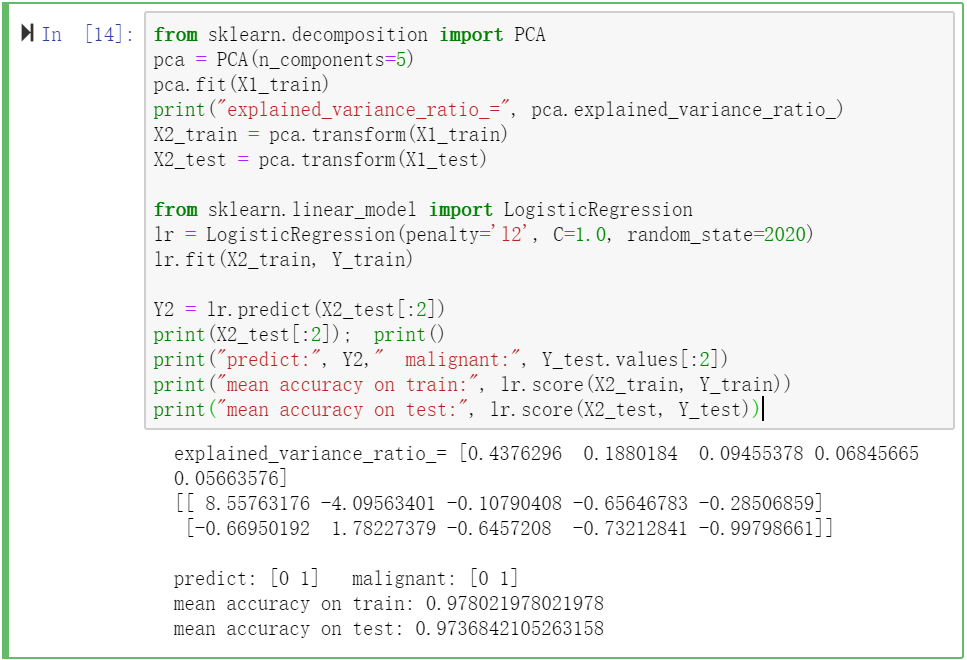 In [14]:
from sklearn.decomposition import PCA
pca = PCA(n_components=5)
pca.fit(X1_train)
print("explained_variance_ratio_=", pca.explained_variance_ratio_)
X2_train = pca.transform(X1_train)
X2_test = pca.transform(X1_test)
from sklearn.linear_model import LogisticRegression
lr = LogisticRegression(penalty='l2', C=1.0, random_state=2020)
lr.fit(X2_train, Y_train)
Y2 = lr.predict(X2_test[:2])
print(X2_test[:2]);  print()
print("predict:", Y2,"  malignant:", Y_test.values[:2])
print("mean accuracy on train:", lr.score(X2_train, Y_train))
print("mean accuracy on test:", lr.score(X2_test, Y_test))
explained_variance_ratio_= [0.4376296  0.1880184  0.09455378 0.06845665
0.05663576]
[[ 8.55763176 -4.09563401 -0.10790408 -0.65646783 -0.28506859]
[-0.66950192  1.78227379 -0.6457208  -0.73212841 -0.99798661]]
predict: [0 1]   malignant: [0 1]
mean accuracy on train: 0.978021978021978
mean accuracy on test: 0.9736842105263158